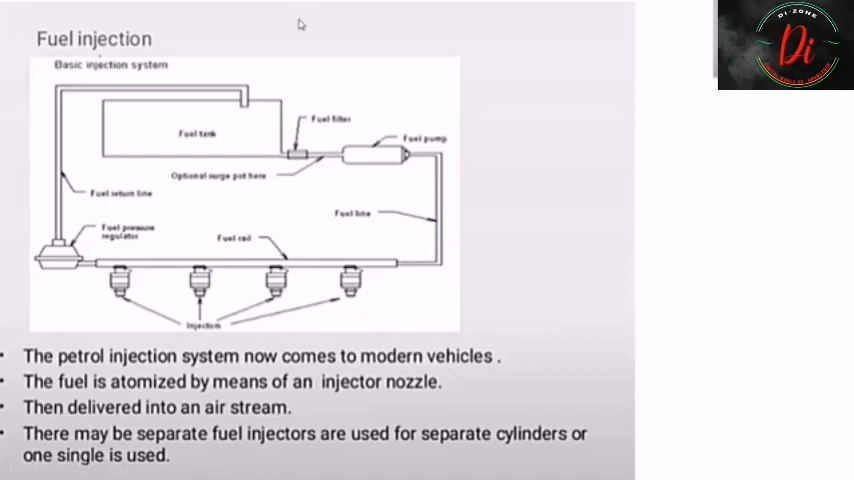 Fuel injection
Basic injection system
Fuel tank
Fuel filter
Fuel pump
Optional surge pot here
Fuel return line
Fuel line
Fuel pressure
regulator
Fuel rail
Injectors
• The petrol injection system now comes to modern vehicles .
• The fuel is atomized by means of an injector nozzle.
• Then delivered into an air stream.
• There may be separate fuel injectors are used for separate cylinders or
one single is used.
DI-ZONE
Di